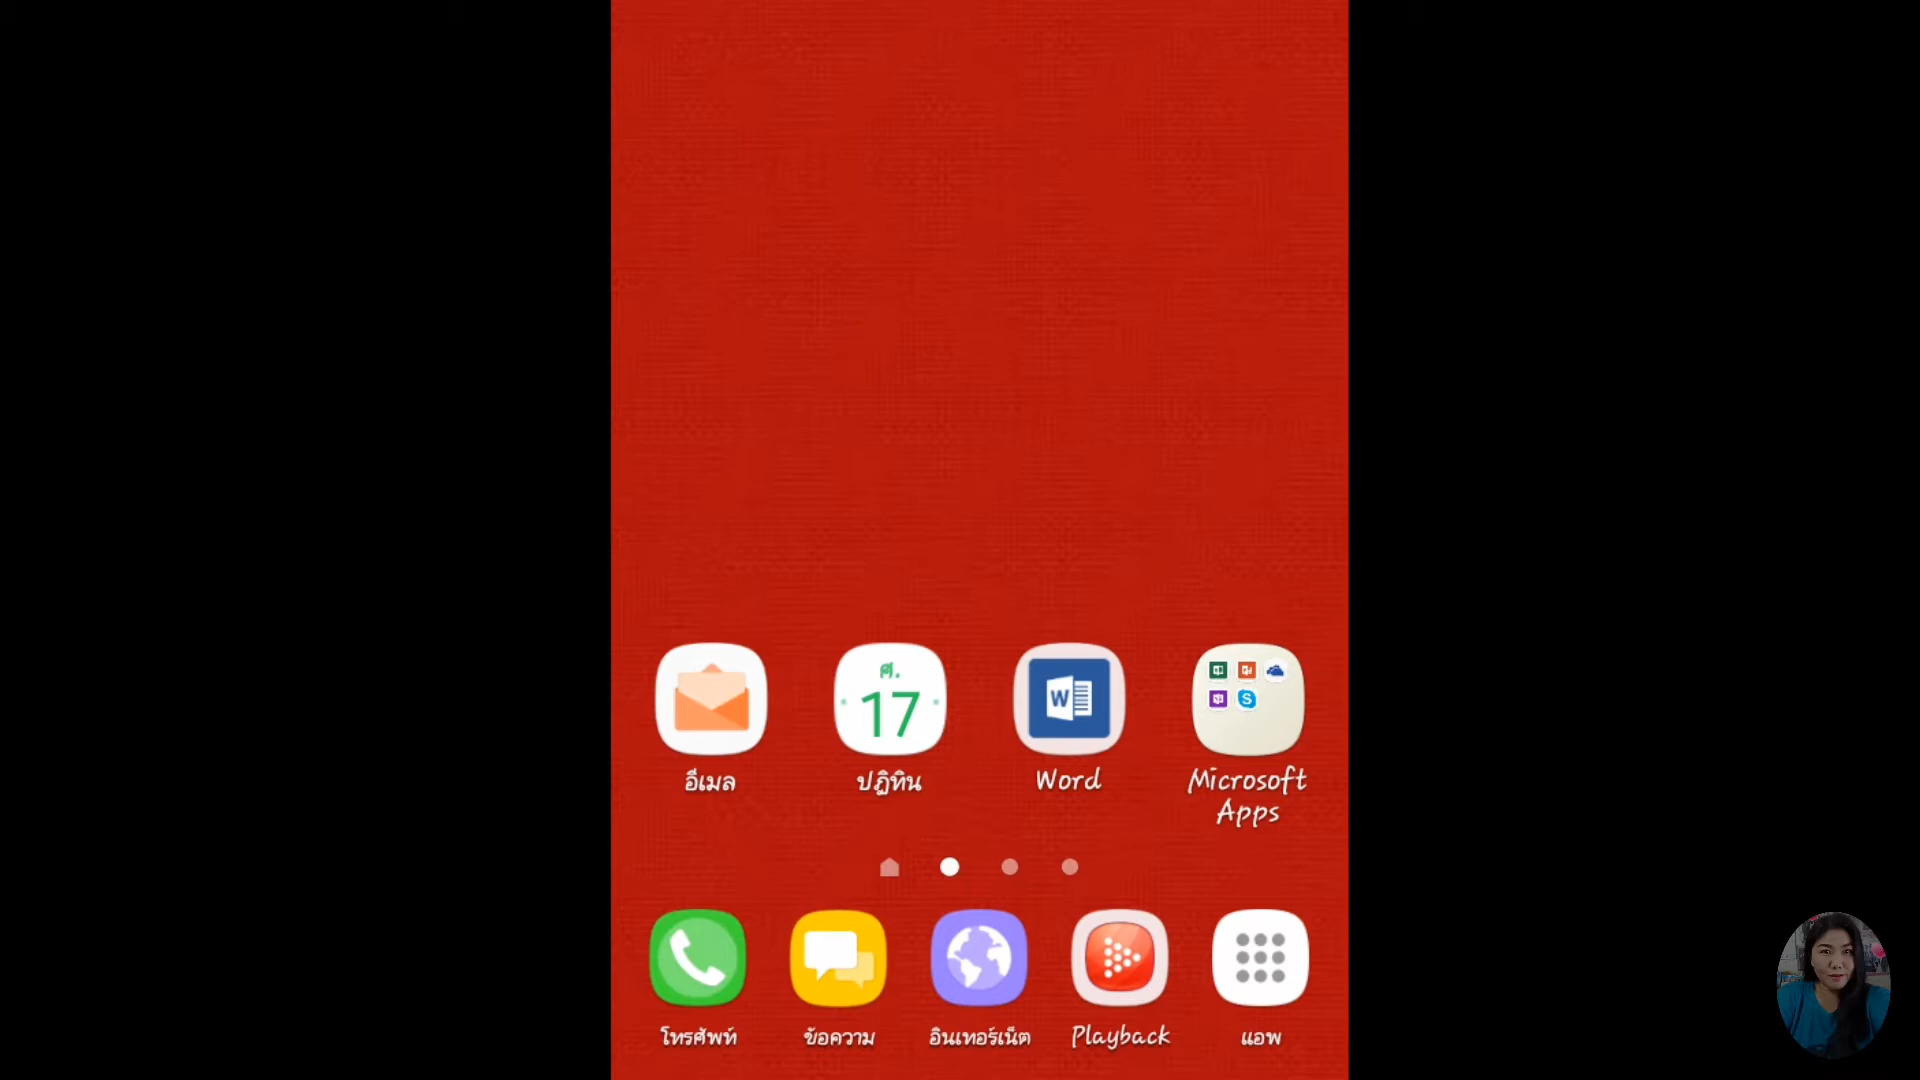 ศ.
17
W
S
อีเมล
ปฏิทิน
Word
Microsoft
Apps
โทรศัพท์
ข้อความ
อินเทอร์เน็ต
Playback
แอพ